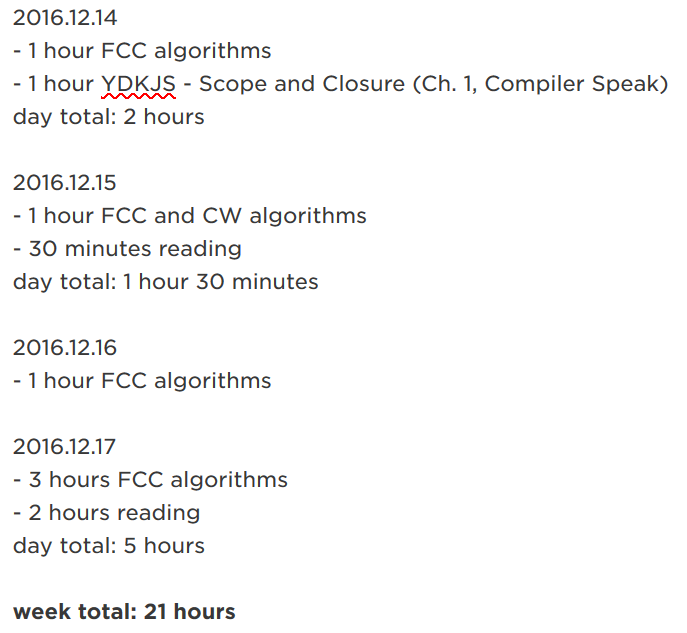 2016.12.14
- 1 hour FCC algorithms
- 1 hour YDKJS - Scope and Closure (Ch. 1, Compiler Speak)
day total: 2 hours
2016.12.15
- 1 hour FCC and CW algorithms
- 30 minutes reading
day total: 1 hour 30 minutes
2016.12.16
- 1 hour FCC algorithms
2016.12.17
- 3 hours FCC algorithms
- 2 hours reading
day total: 5 hours
week total: 21 hours